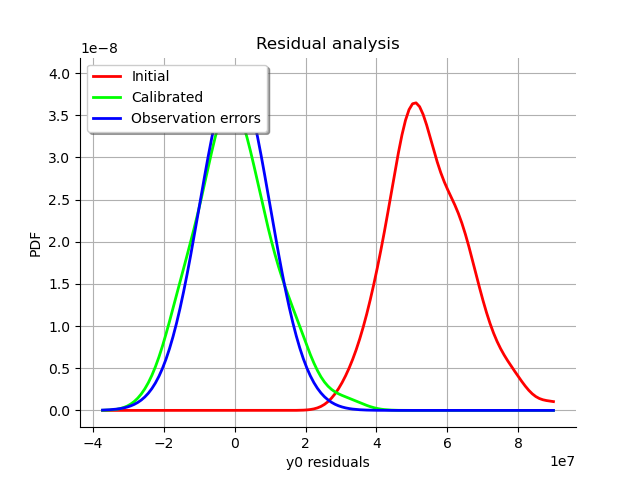 Residual analysis
1e−8
Initial
Calibrated
Observation errors
4.0
3.5
3.0
2.5
2.0
1.5
1.0
0.5
0.0
PDF
−4 −2 0 2 4 6 8
y0 residuals
1e7